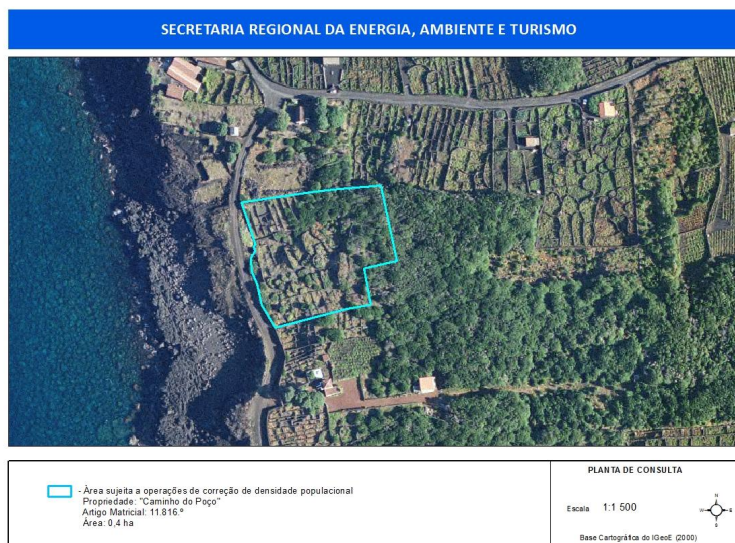 SECRETARIA REGIONAL DA ENERGIA, AMBIENTE E TURISMO
- Área sujeita a operações de correção de densidade populacional
Propriedade: "Caminho do Poço"
Artigo Matricial: 11.816.º
Área: 0,4 ha
PLANTA DE CONSULTA
Escala 1:1 500
N
W E
S
Base Cartográfica do IGeoE (2000)